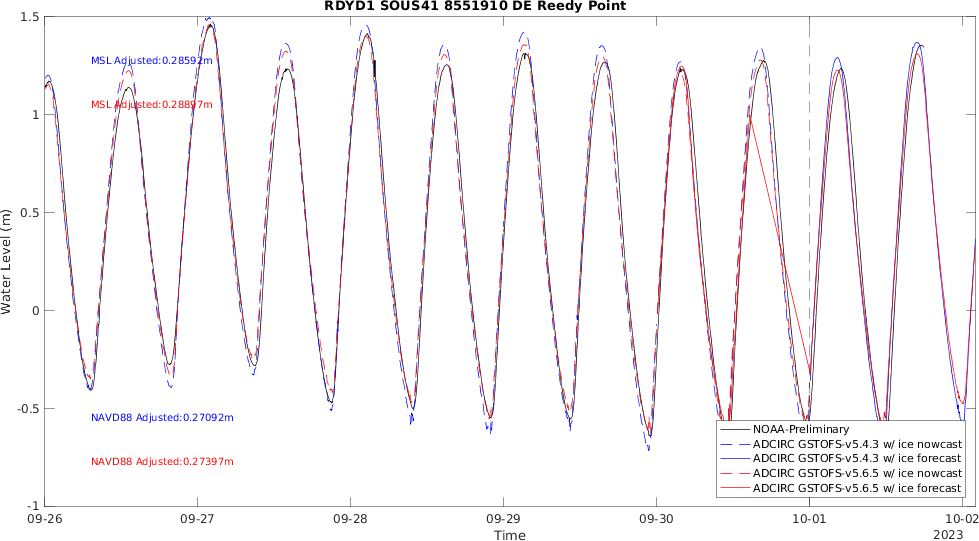 RDYD1 SOUS41 8551910 DE Reedy Point
1.5
1
0.5
0
-0.5
-1
Water Level (m)
MSL Adjusted:0.28592m
MSL Adjusted:0.28897m
NAVD88 Adjusted:0.27092m
NAVD88 Adjusted:0.27397m
NOAA-Preliminary
ADCIRC GSTOFS-v5.4.3 w/ ice nowcast
ADCIRC GSTOFS-v5.4.3 w/ ice forecast
ADCIRC GSTOFS-v5.6.5 w/ ice nowcast
ADCIRC GSTOFS-v5.6.5 w/ ice forecast
09-26 09-27 09-28 09-29 09-30 10-01 10-02
Time
2023